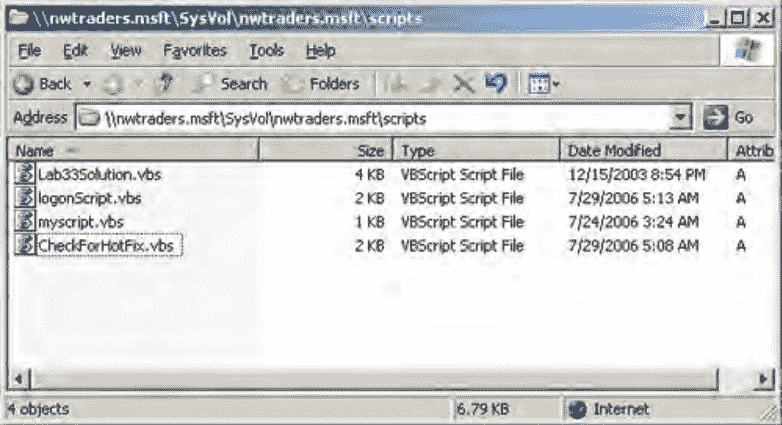 \\nwtraders.msft\SysVol\nwtraders.msft\scripts
File Edit View Favorites Tools Help
Back Search Folders
Address \\nwtraders.msft\SysVol\nwtraders.msft\scripts Go
Name Size Type Date Modified Attrib
Lab33Solution.vbs 4 KB VBScript Script File 12/15/2003 8:54 PM A
logonScript.vbs 2 KB VBScript Script File 7/29/2006 5:13 AM A
myscript.vbs 1 KB VBScript Script File 7/24/2006 3:24 AM A
CheckForHotFix.vbs 2 KB VBScript Script File 7/29/2006 5:08 AM A
4 objects 6.79 KB Internet